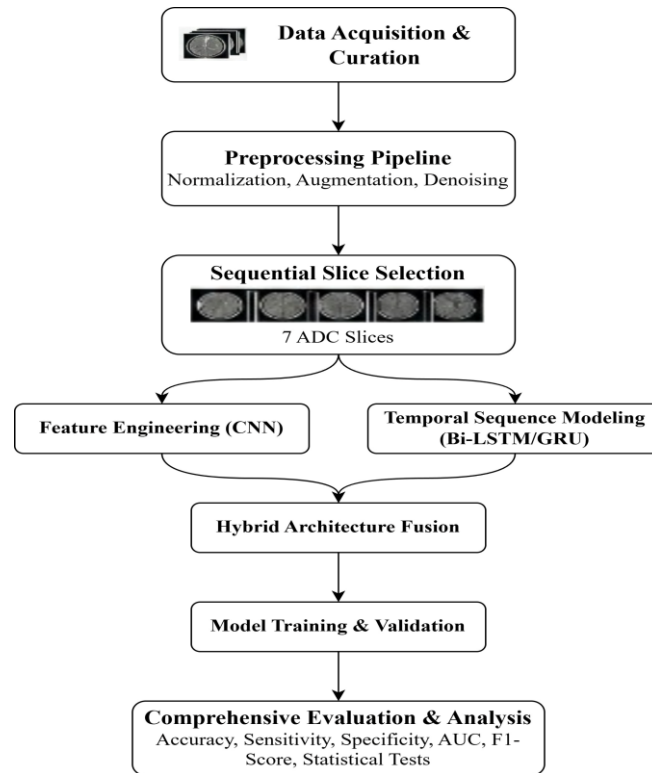 Data Acquisition &
Curation
Preprocessing Pipeline
Normalization, Augmentation, Denoising
Sequential Slice Selection
7 ADC Slices
Feature Engineering (CNN)
Temporal Sequence Modeling
(Bi-LSTM/GRU)
Hybrid Architecture Fusion
Model Training & Validation
Comprehensive Evaluation & Analysis
Accuracy, Sensitivity, Specificity, AUC, F1-
Score, Statistical Tests